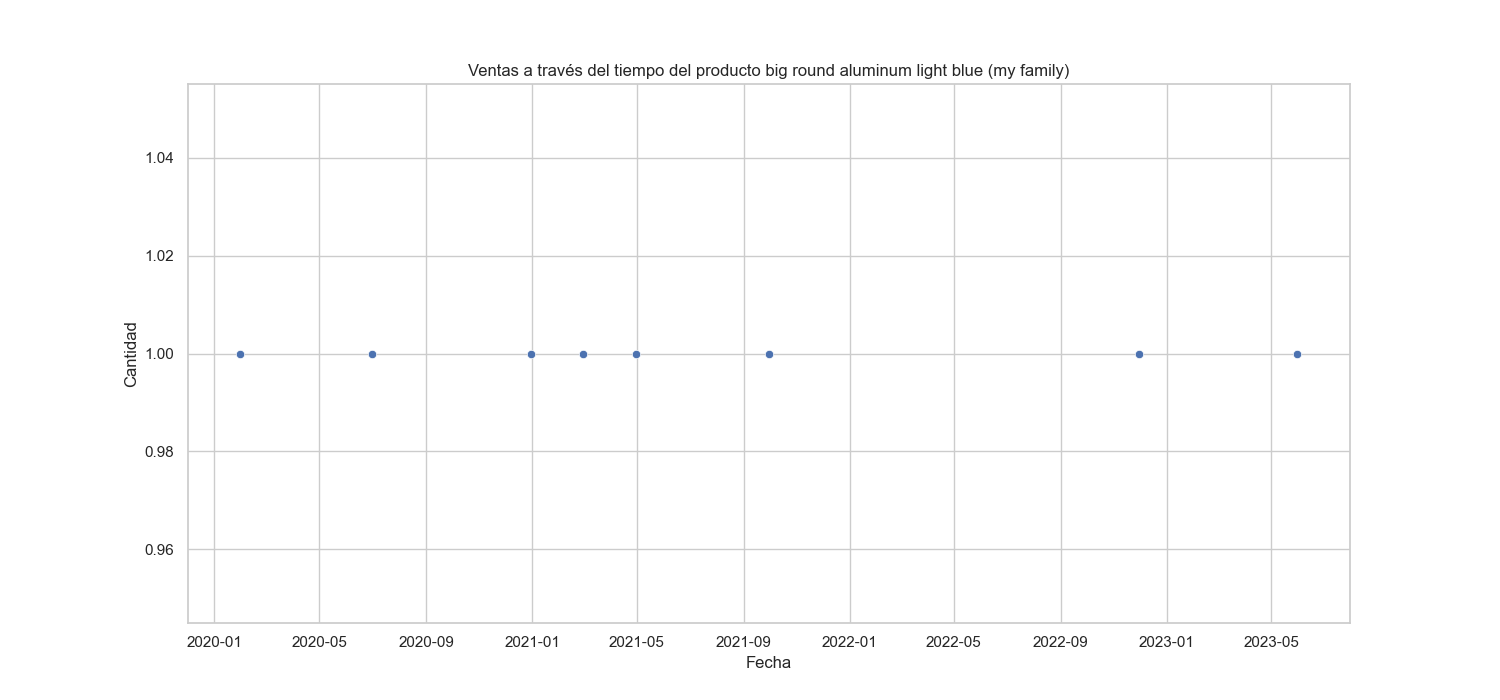 Ventas a través del tiempo del producto big round aluminum light blue (my family)
1.04
1.02
1.00
0.98
0.96
Cantidad
2020-01 2020-05 2020-09 2021-01 2021-05 2021-09 2022-01 2022-05 2022-09 2023-01 2023-05
Fecha